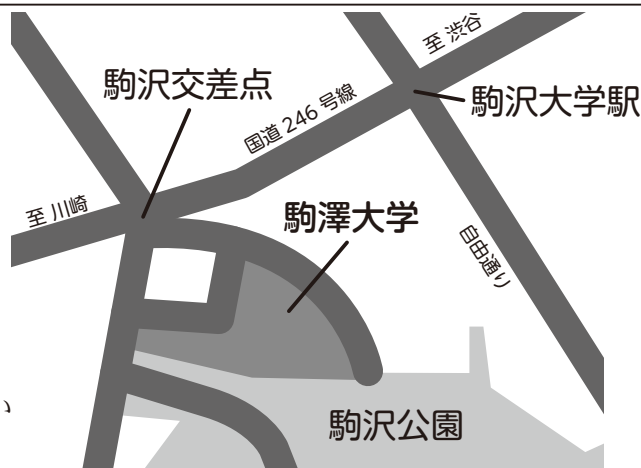 至 渋谷
駒沢交差点
駒沢大学駅
国道 246 号線
至 川崎
駒澤大学
自由通り
い
駒沢公園